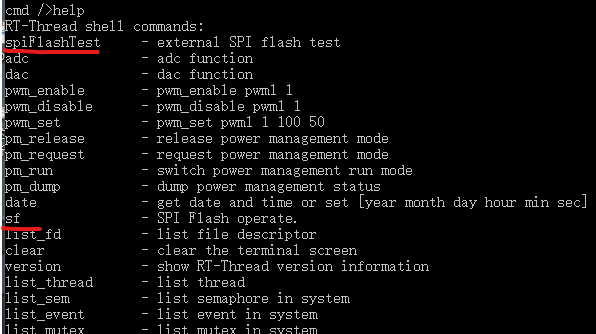 cmd />help
RT-Thread shell commands:
spiFlashTest - external SPI flash test
adc - adc function
dac - dac function
pwm_enable - pwm_enable pwm1 1
pwm_disable - pwm_disable pwm1 1
pwm_set - pwm_set pwm1 1 100 50
pm_release - release power management mode
pm_request - request power management mode
pm_run - switch power management run mode
pm_dump - dump power management status
date - get date and time or set [year month day hour min sec]
sf - SPI Flash operate.
list_fd - list file descriptor
clear - clear the terminal screen
version - show RT-Thread version information
list_thread - list thread
list_sem - list semaphore in system
list_event - list event in system
list_mutex - list mutex in system